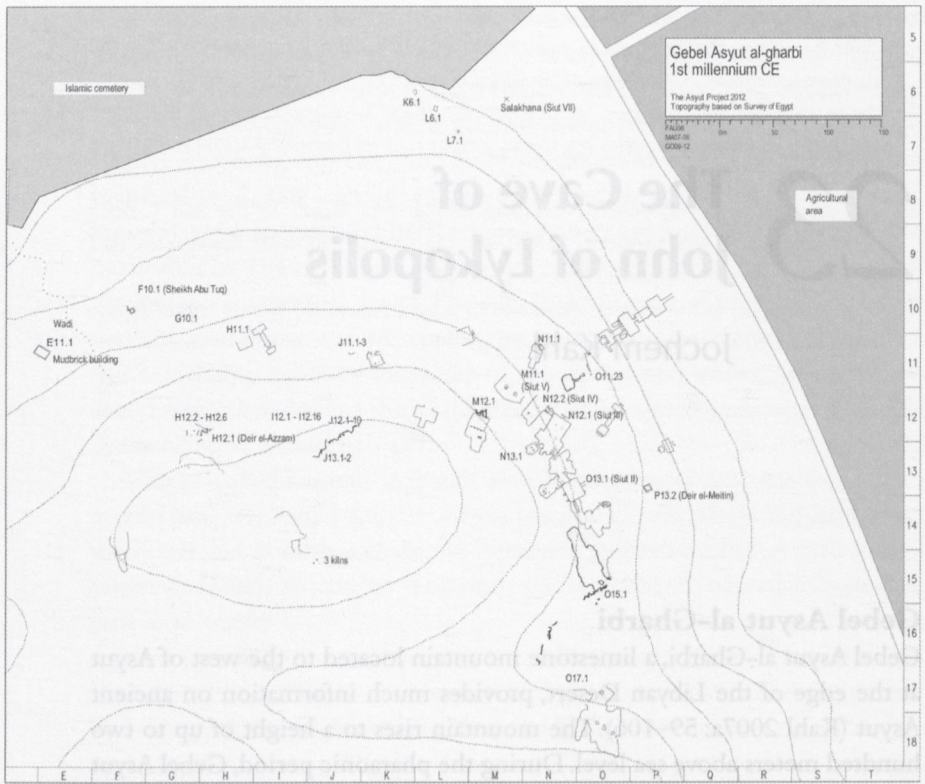 Gebel Asyut al-gharbi
1st millennium CE
The Asyut Project 2012
Topography based on Survey of Egypt
0m 50 100 150
Islamic cemetery
Agricultural
area
K6.1
L6.1
L7.1
Salakhana (Siut VII)
F10.1 (Sheikh Abu Tuq)
G10.1
Wadi
E11.1
Mudbrick building
H11.1
J11.1-3
N11.1
M11.1
(Siut V)
O11.23
M12.1
N12.2 (Siut IV)
N12.1 (Siut III)
H12.2 - H12.6
I12.1 - I12.16
J12.1-10
H12.1 (Deir el-Azzam)
J13.1-2
N13.1
O13.1 (Siut II)
P13.2 (Deir el-Meitin)
3 kilns
O15.1
O17.1
5
6
7
8
9
10
11
12
13
14
15
16
17
18
E F G H I J K L M N O P Q R S T
23 The Cave of
John of Lykopolis
Jochem Kahl
Gebel Asyut al-Gharbi
Gebel Asyut al-Gharbi, a limestone mountain located to the west of Asyut
at the edge of the Libyan Desert, provides much information on ancient
Asyut (Kahl 2007a: 59–106). The mountain rises to a height of up to two
hundred meters above sea level. During the pharaonic period, Gebel Asyut